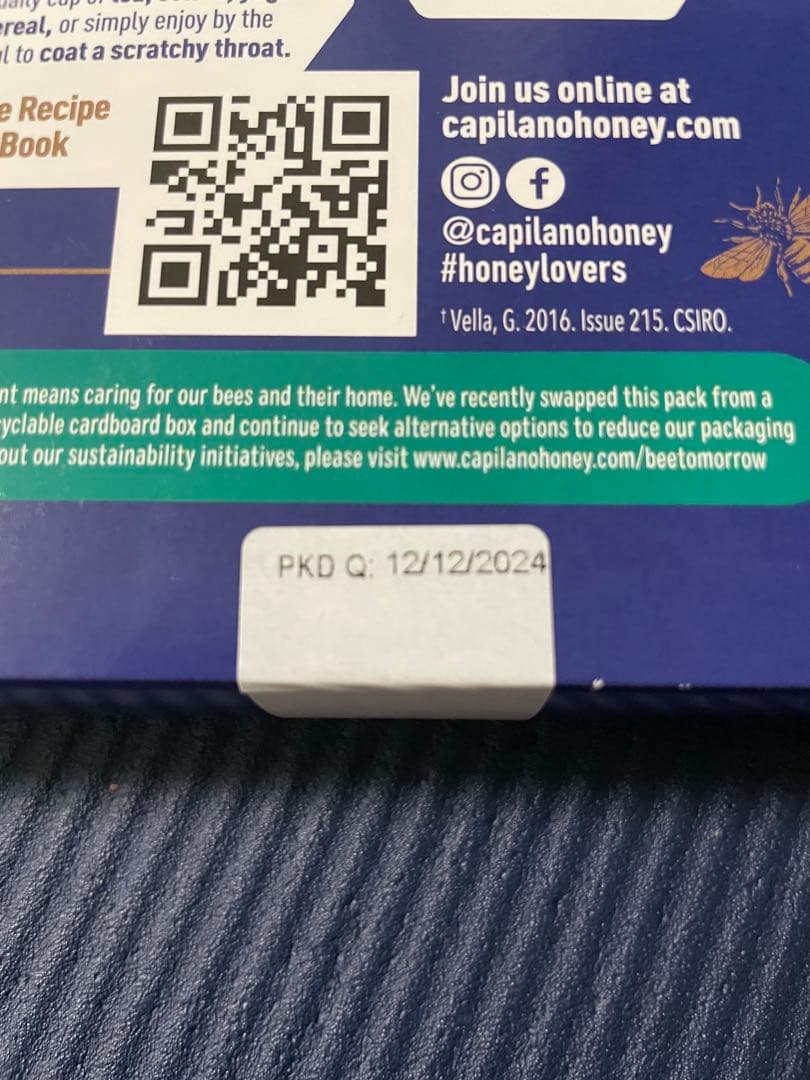 cup of
ereal, or simply enjoy by the
to coat a scratchy throat.
e Recipe
Book
Join us online at
capilanohoney.com
@capilanohoney
#honeylovers
†Vella, G. 2016. Issue 215. CSIRO.
nt means caring for our bees and their home. We've recently swapped this pack from a
yclable cardboard box and continue to seek alternative options to reduce our packaging
out our sustainability initiatives, please visit www.capilanohoney.com/beetomorrow
PKD Q: 12/12/2024